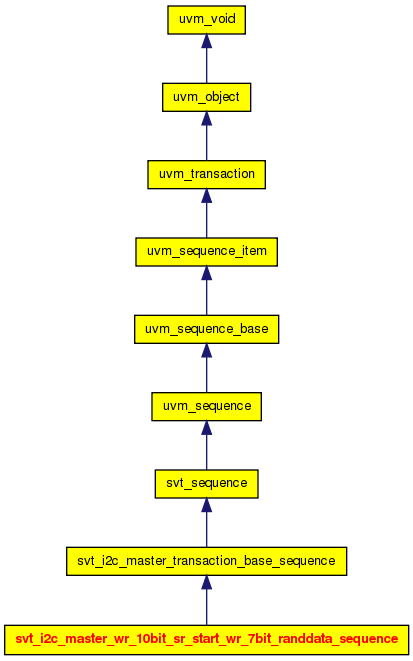 uvm_void
uvm_object
uvm_transaction
uvm_sequence_item
uvm_sequence_base
uvm_sequence
svt_sequence
svt_i2c_master_transaction_base_sequence
svt_i2c_master_wr_10bit_sr_start_wr_7bit_randdata_sequence